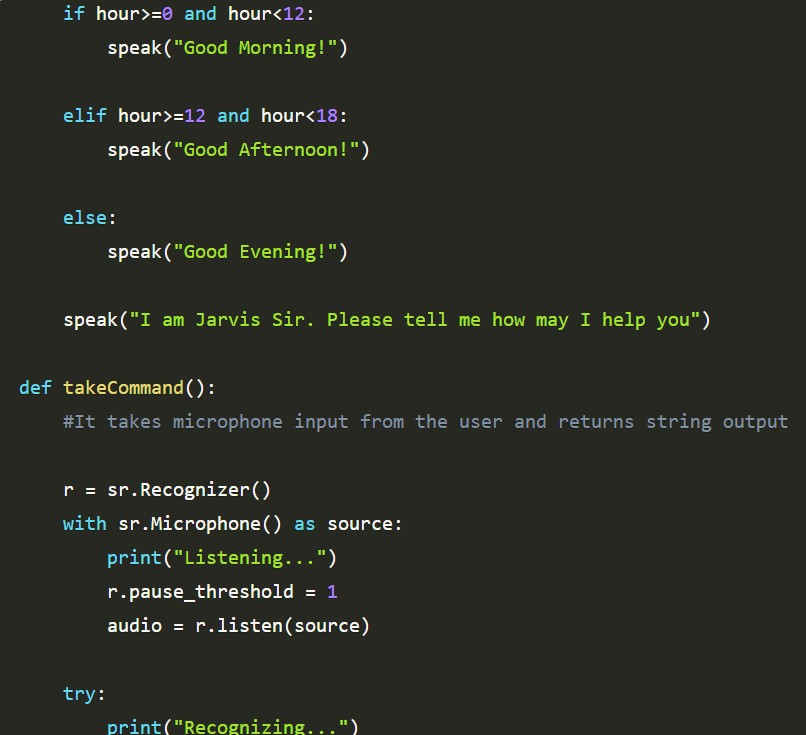 if hour>=0 and hour<12:
speak("Good Morning!")
elif hour>=12 and hour<18:
speak("Good Afternoon!")
else:
speak("Good Evening!")
speak("I am Jarvis Sir. Please tell me how may I help you")
def takeCommand():
#It takes microphone input from the user and returns string output
r = sr.Recognizer()
with sr.Microphone() as source:
print("Listening...")
r.pause_threshold = 1
audio = r.listen(source)
try:
print("Recognizing...")